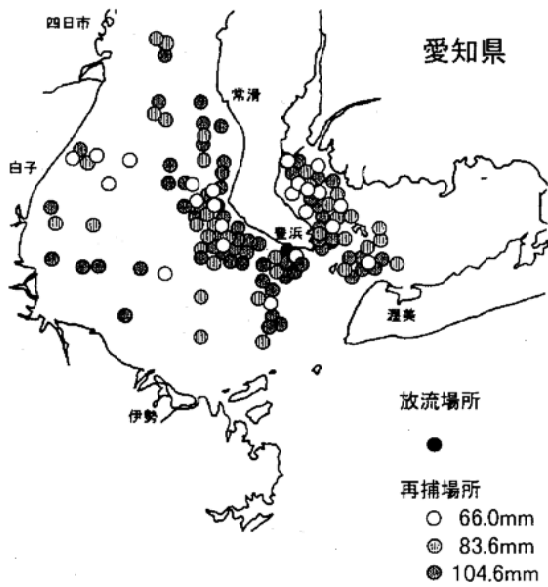 四日市
愛知県
常滑
白子
豊浜
渥美
伊勢
放流場所
再捕場所
66.0mm
83.6mm
104.6mm